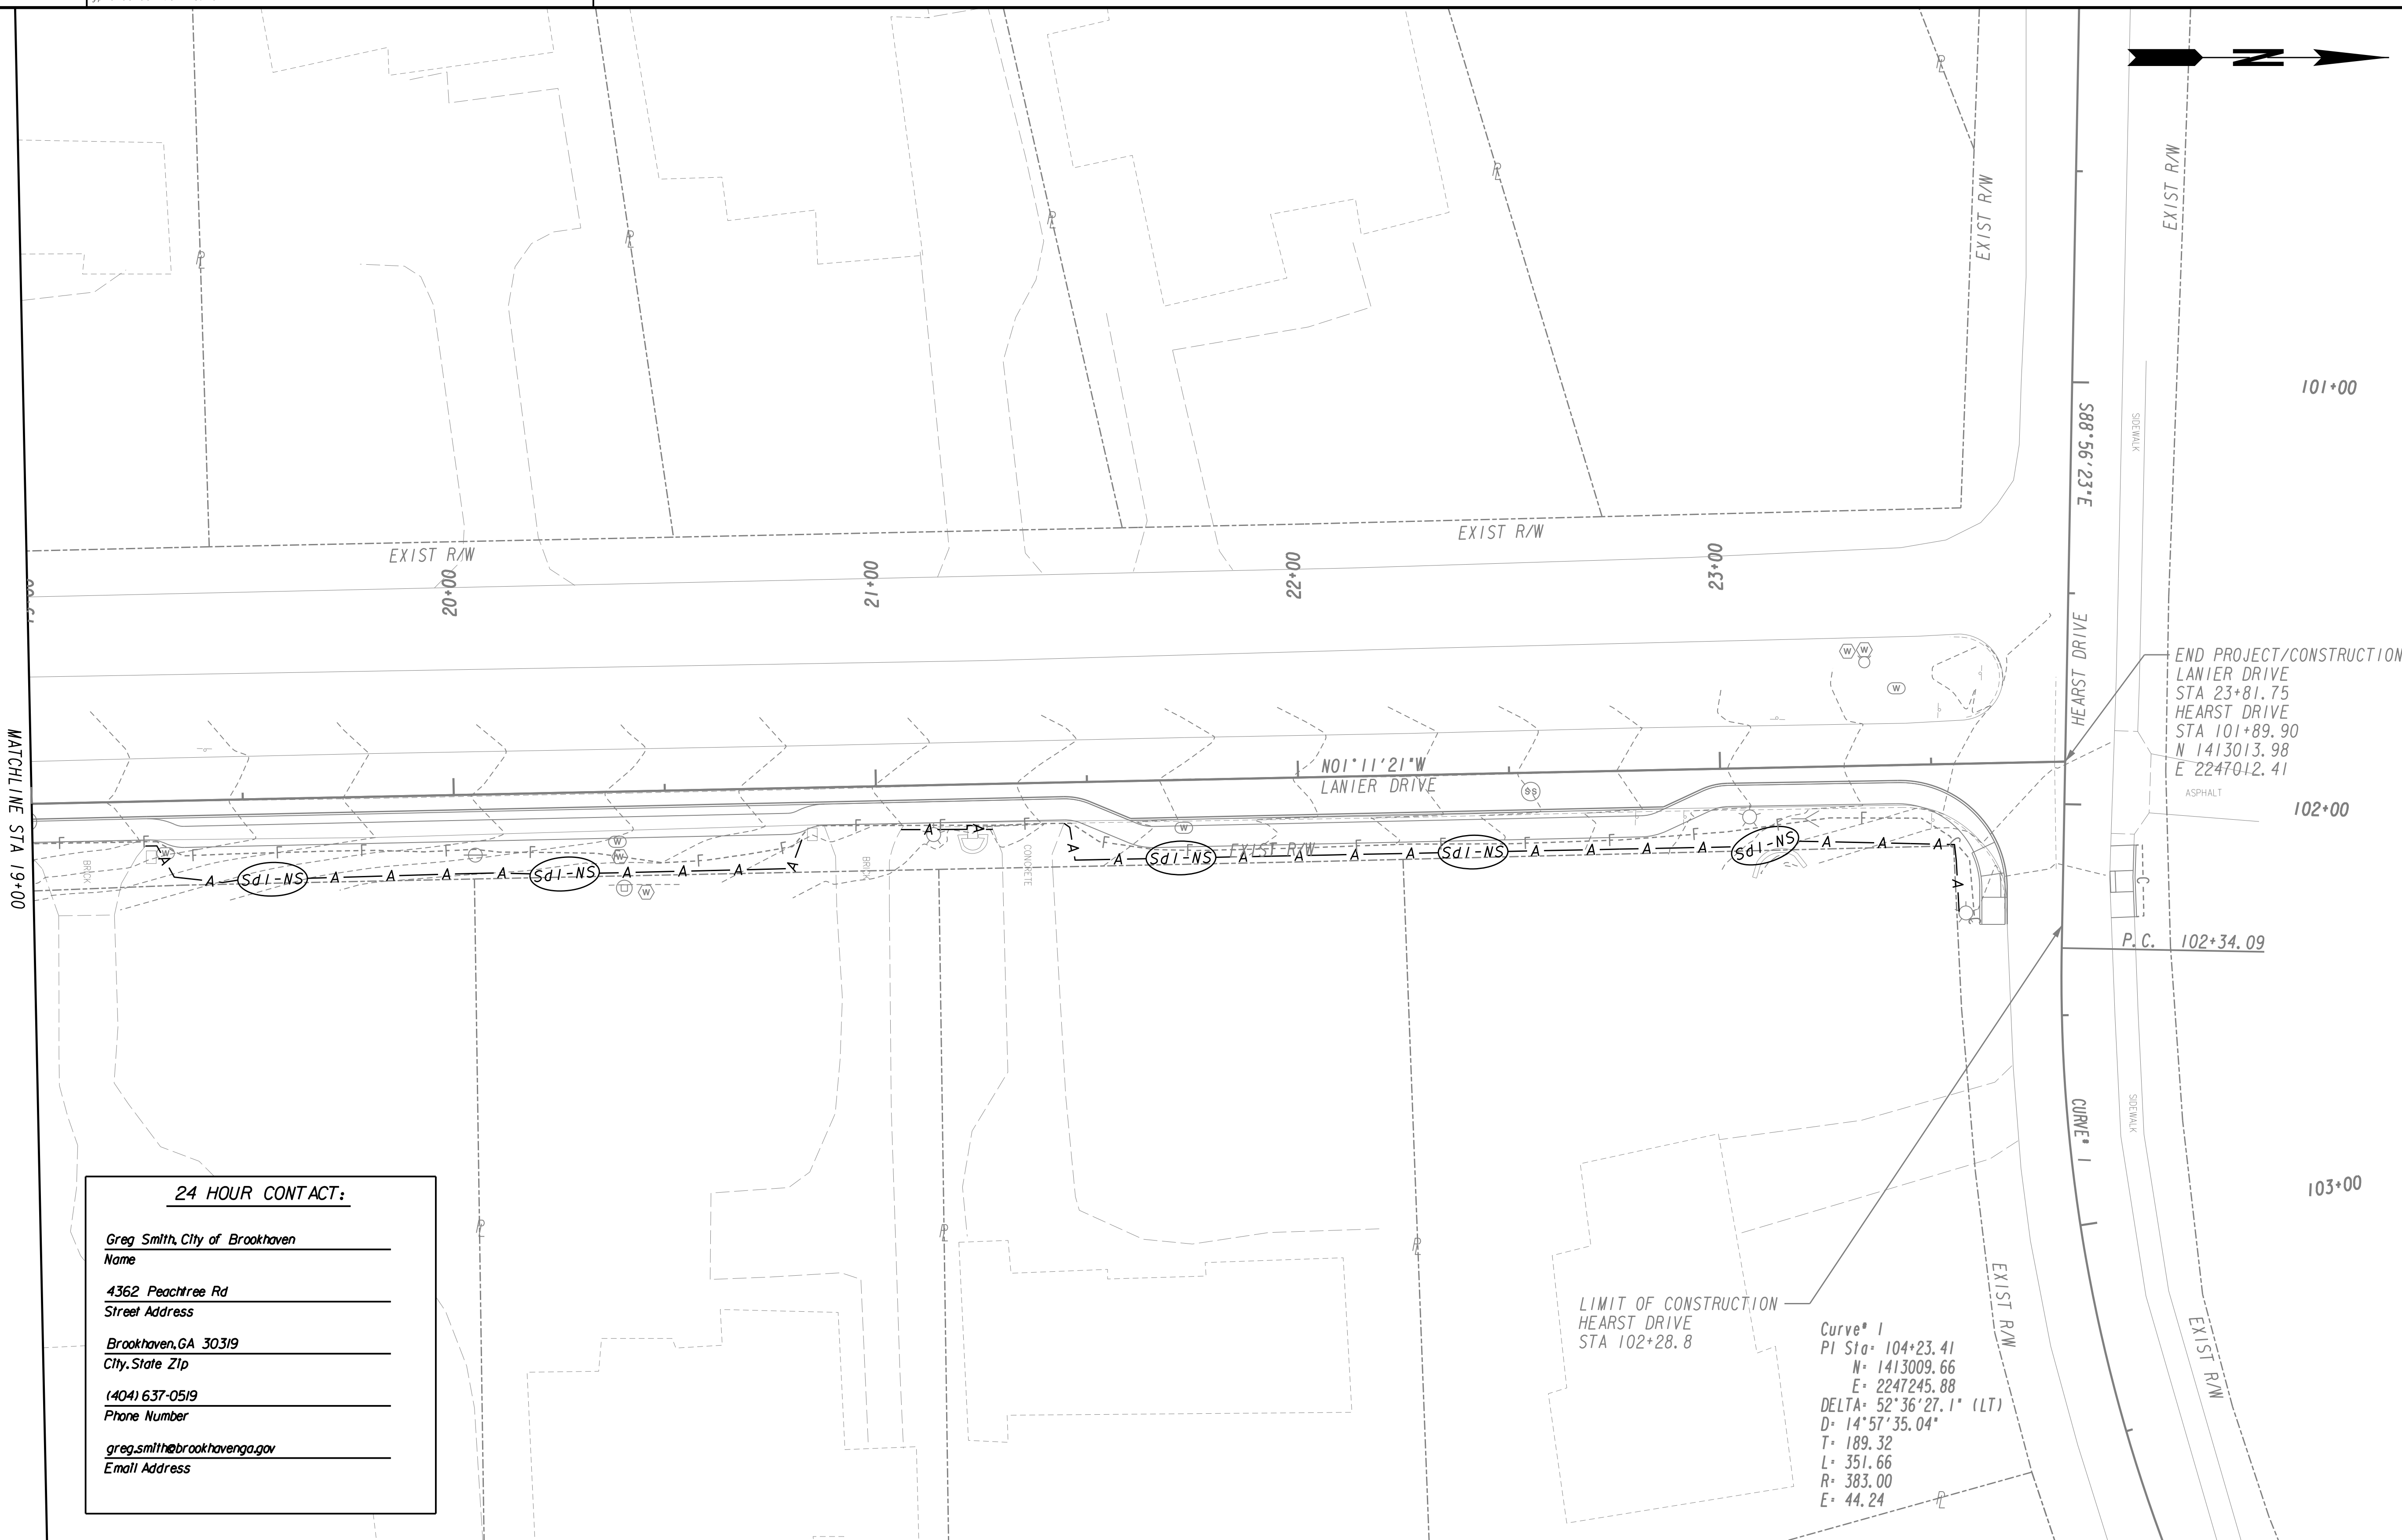 N
EXIST R/W
EXIST R/W
101+00
S88°56'23"E
SIDEWALK
EXIST R/W
EXIST R/W
20+00
21+00
22+00
23+00
HEARST DRIVE
END PROJECT/CONSTRUCTION
LANIER DRIVE
STA 23+81.75
HEARST DRIVE
STA 101+89.90
N 1413013.98
E 2247012.41
ASPHALT
102+00
MATCHLINE STA 19+00
N01°11'21"W
LANIER DRIVE
EXIST R/W
Sd1-NS
Sd1-NS
Sd1-NS
Sd1-NS
Sd1-NS
BRICK
BRICK
CONCRETE
P.C. 102+34.09
SIDEWALK
CURVE# 1
103+00
EXIST R/W
EXIST R/W
24 HOUR CONTACT:
Greg Smith, City of Brookhaven
Name
4362 Peachtree Rd
Street Address
Brookhaven, GA 30319
City, State Zip
(404) 637-0519
Phone Number
greg.smith@brookhavenga.gov
Email Address
LIMIT OF CONSTRUCTION
HEARST DRIVE
STA 102+28.8
Curve# 1
PI Sta= 104+23.41
N= 1413009.66
E= 2247245.88
DELTA= 52°36'27.1" (LT)
D= 14°57'35.04"
T= 189.32
L= 351.66
R= 383.00
E= 44.24